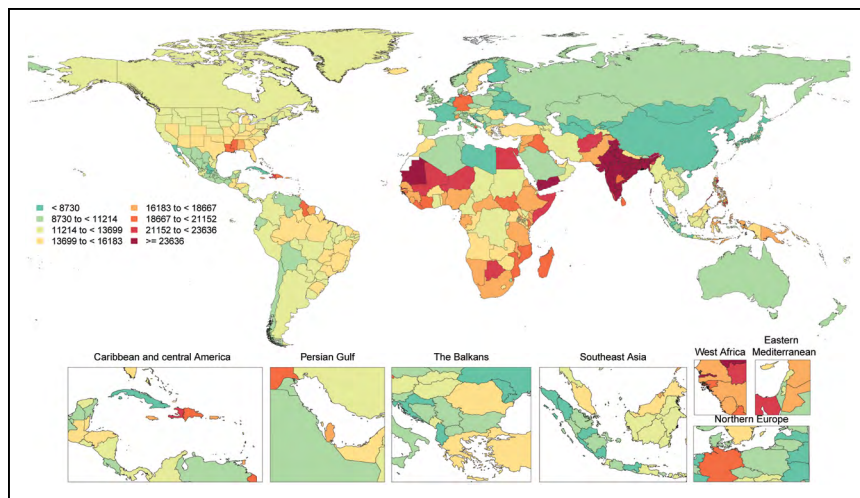 < 8730
8730 to < 11214
11214 to < 13699
13699 to < 16183
16183 to < 18667
18667 to < 21152
21152 to < 23636
>= 23636
Caribbean and central America
Persian Gulf
The Balkans
Southeast Asia
West Africa
Eastern
Mediterranean
Northern Europe